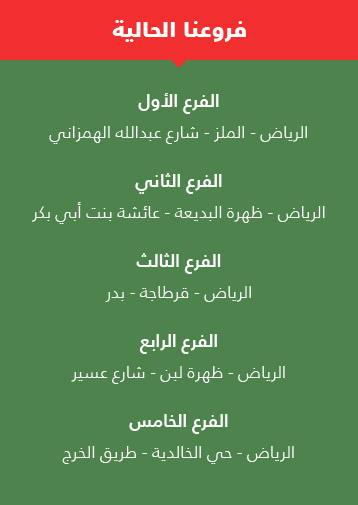 فروعنا الحالية
الفرع الأول
الرياض - الملز - شارع عبدالله الهمزاني
الفرع الثاني
الرياض - ظهرة البديعة - عائشة بنت أبي بكر
الفرع الثالث
الرياض - قرطاجة - بدر
الفرع الرابع
الرياض - ظهرة لبن - شارع عسير
الفرع الخامس
الرياض - حي الخالدية - طريق الخرج